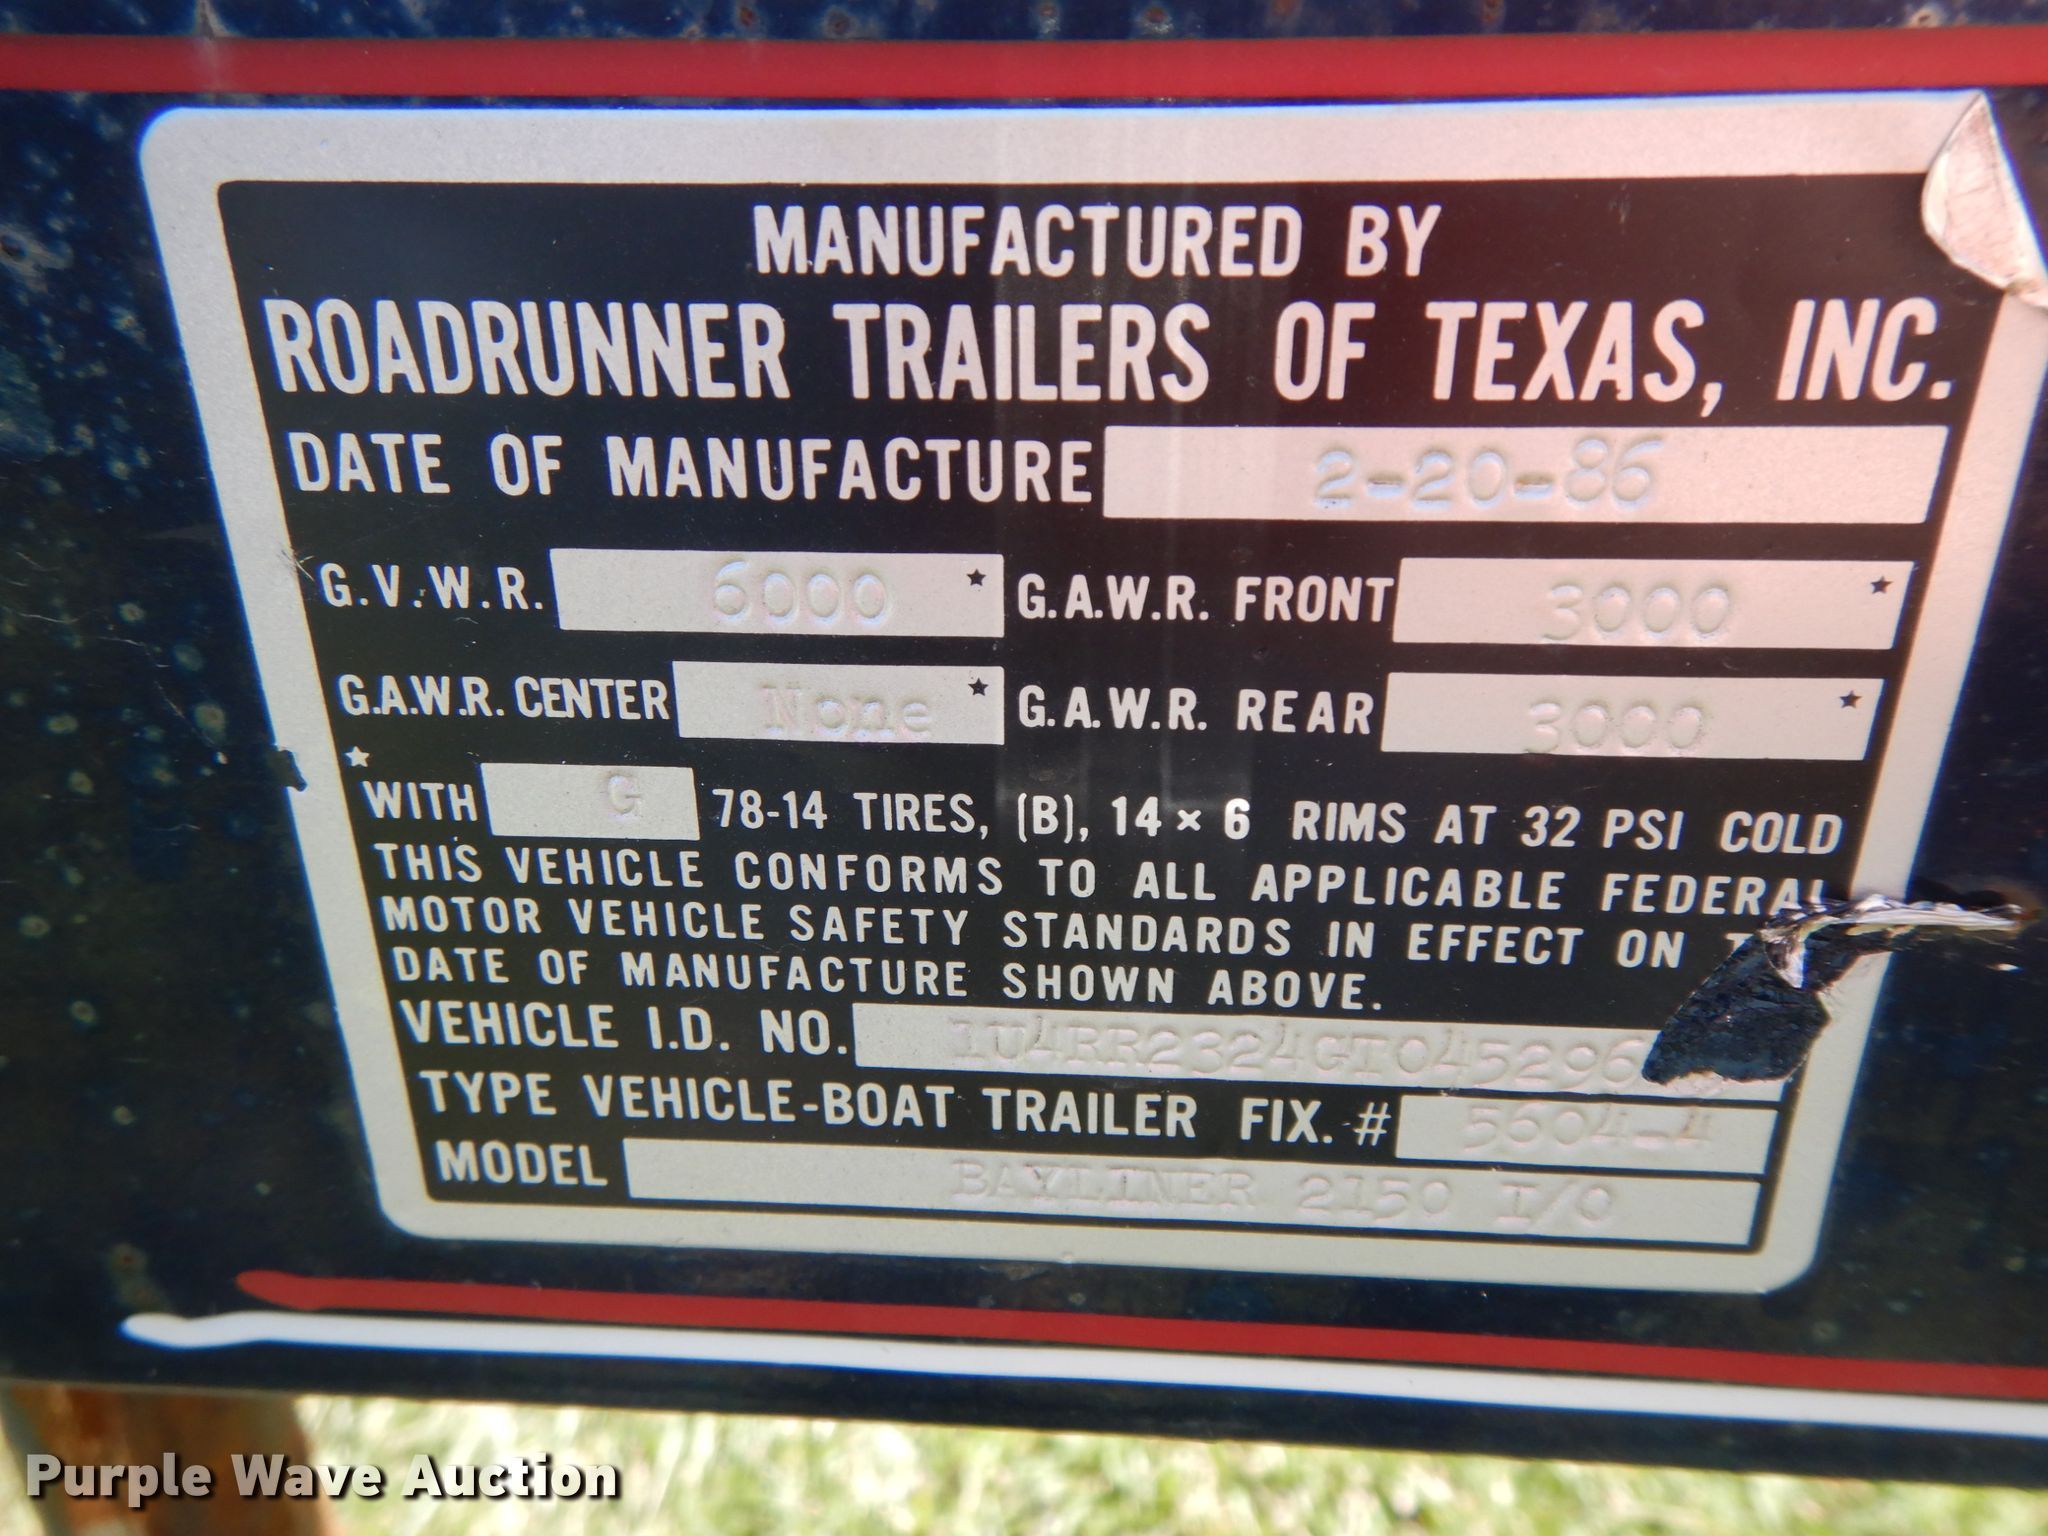 MANUFACTURED BY
ROADRUNNER TRAILERS OF TEXAS, INC.
DATE OF MANUFACTURE 2-20-86
G.V.W.R. 6000 ★ G.A.W.R. FRONT 3000 ★
G.A.W.R. CENTER None ★ G.A.W.R. REAR 3000 ★
★ WITH G 78-14 TIRES, (B), 14 × 6 RIMS AT 32 PSI COLD
THIS VEHICLE CONFORMS TO ALL APPLICABLE FEDERAL
MOTOR VEHICLE SAFETY STANDARDS IN EFFECT ON
DATE OF MANUFACTURE SHOWN ABOVE.
VEHICLE I.D. NO. 1U4RR2324GT045296
TYPE VEHICLE-BOAT TRAILER FIX. # 5604-4
MODEL BAYLINER 2150 I/O
Purple Wave Auction